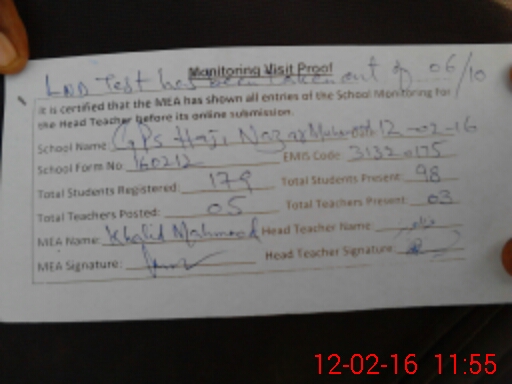 Monitoring Visit Proof
LND Test has been taken out of 06/10
It is certified that the MEA has shown all entries of the School Monitoring for
the Head Teacher before its online submission.
School Name: GPS Haji Nazar Muhammad 12-02-16
School Form No 160212 EMIS Code: 31320175
Total Students Registered: 179 Total Students Present: 98
Total Teachers Posted: 05 Total Teachers Present: 03
MEA Name: Khalid Mahmood Head Teacher Name:
MEA Signature: Head Teacher Signature:
12-02-16 11:55